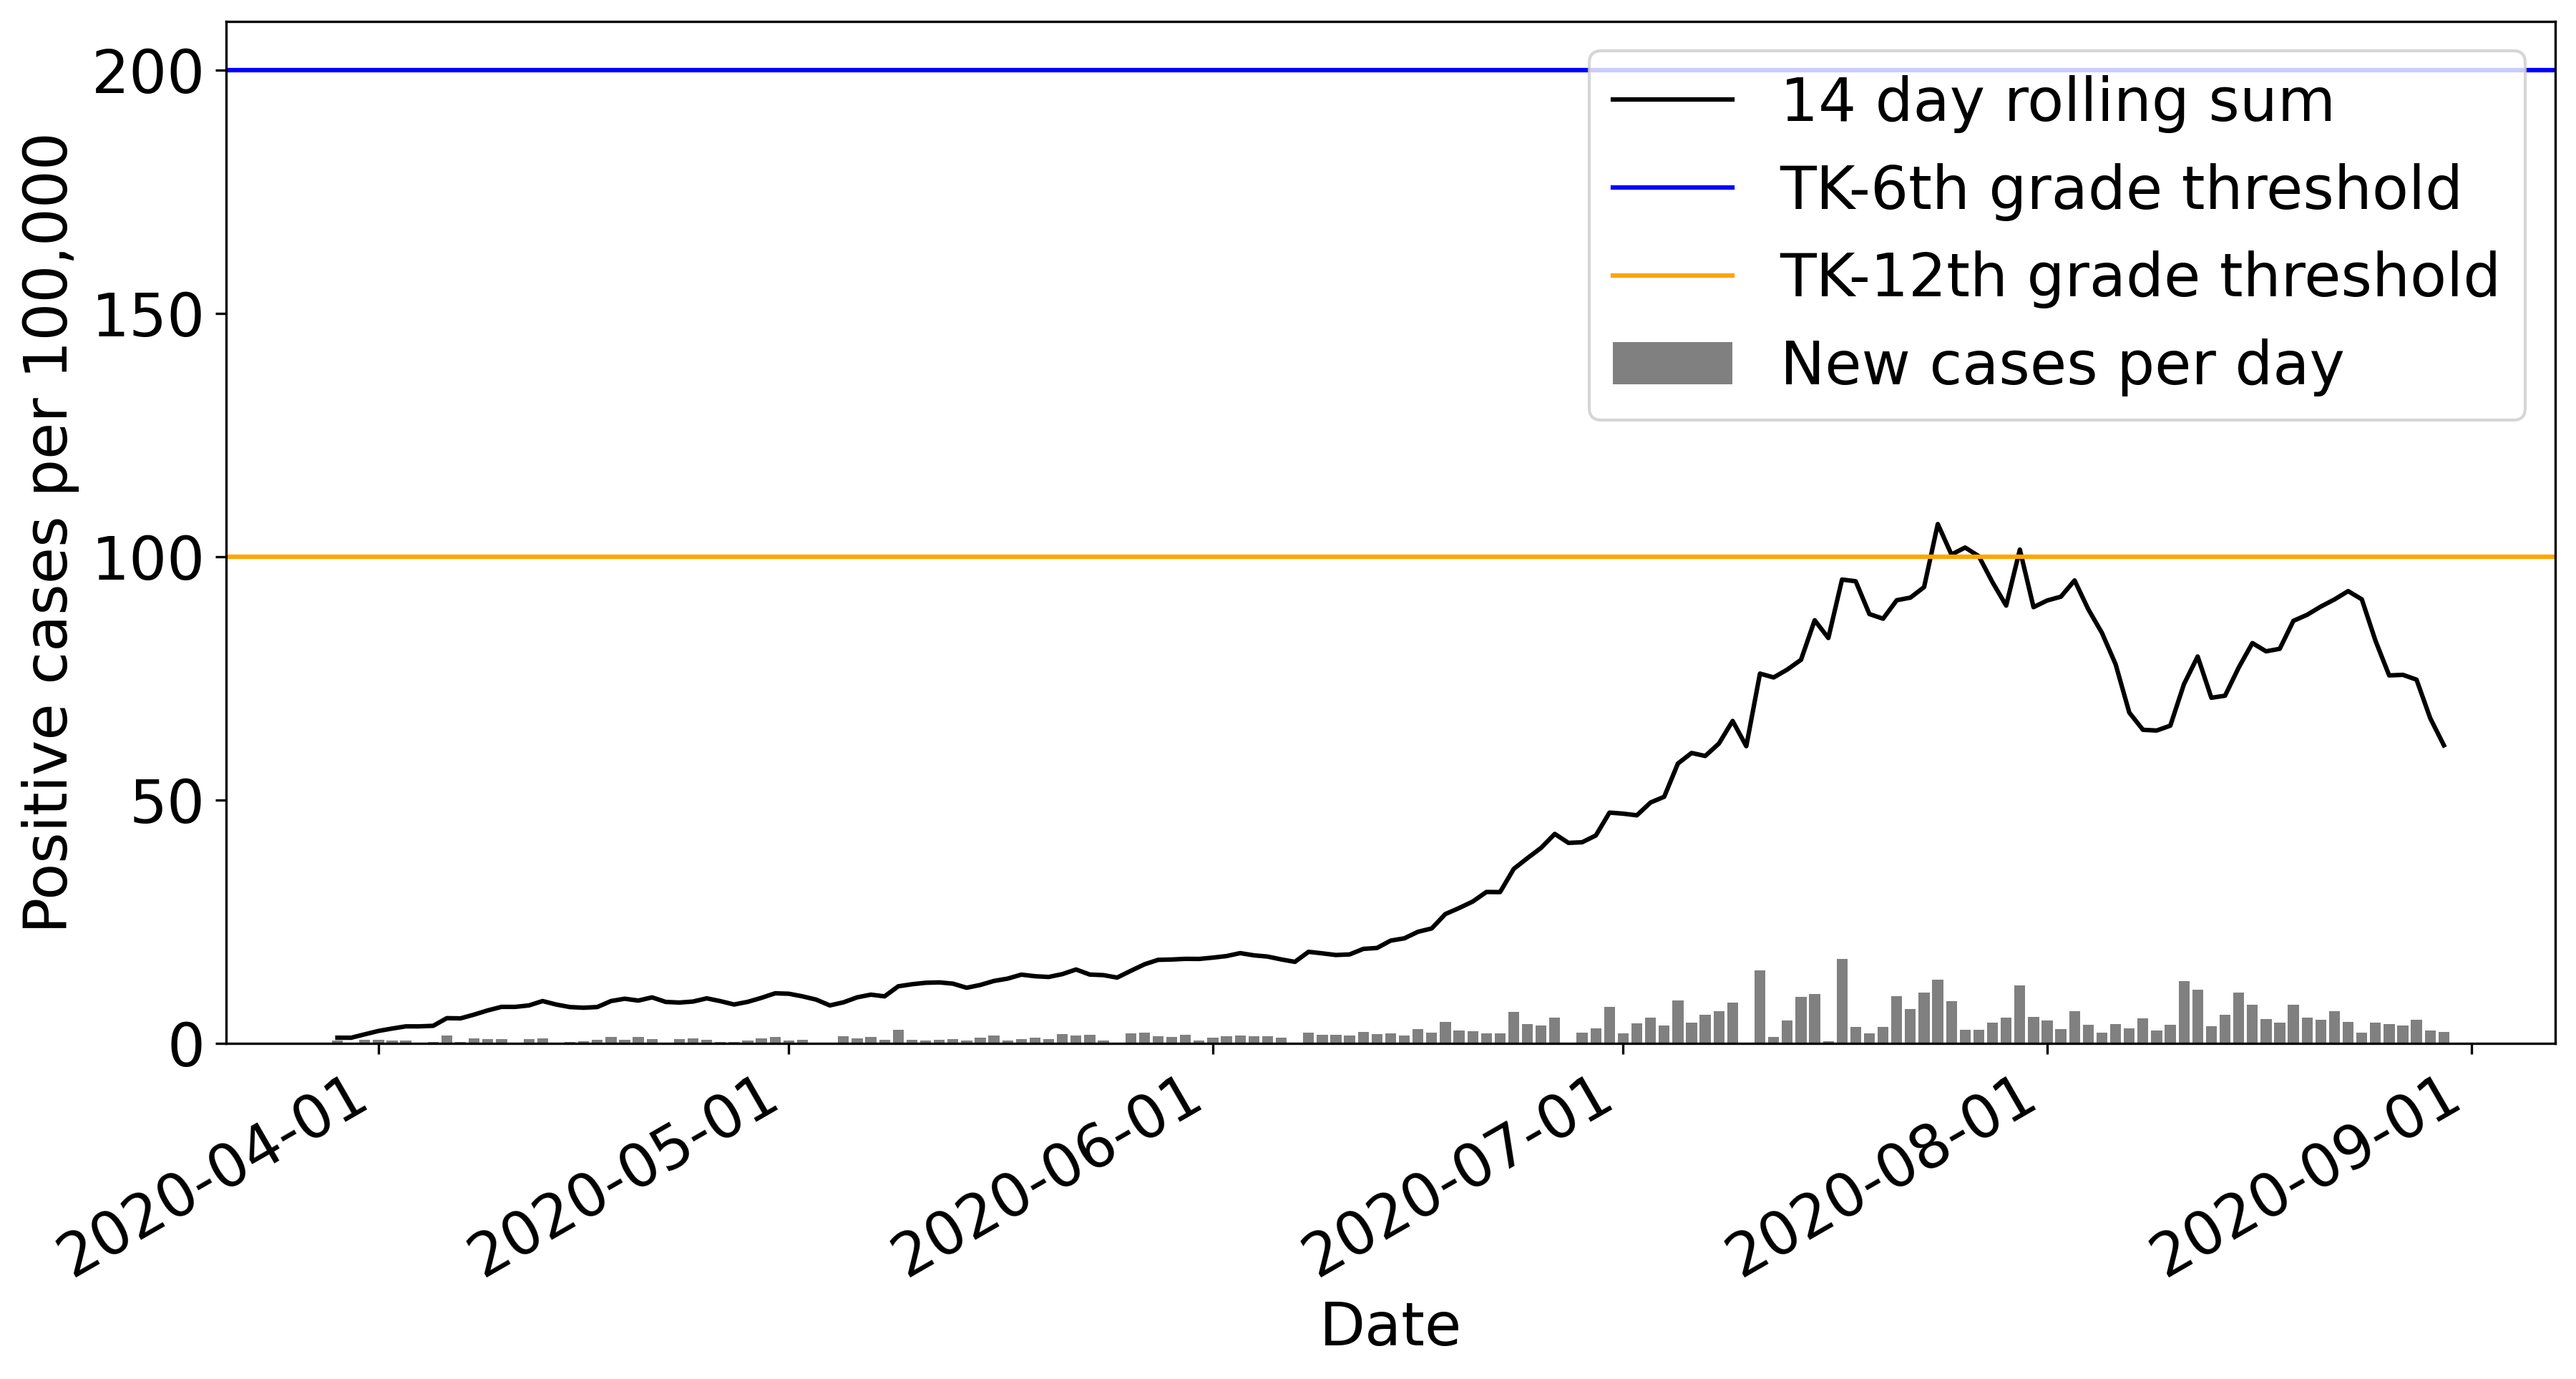 200
150
100
50
0
Positive cases per 100,000
14 day rolling sum
TK-6th grade threshold
TK-12th grade threshold
New cases per day
2020-04-01
2020-05-01
2020-06-01
2020-07-01
2020-08-01
2020-09-01
Date